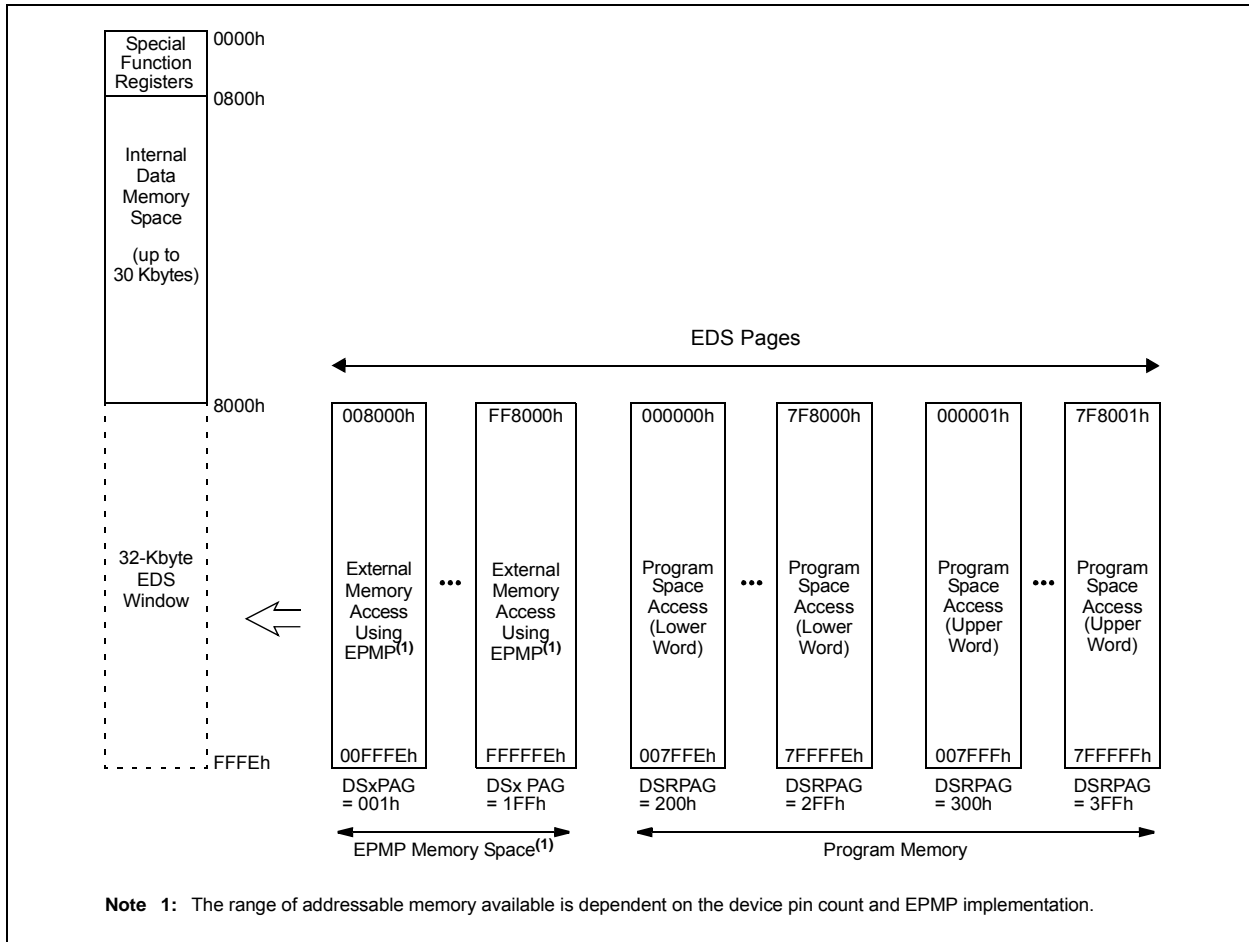 Special
Function
Registers
0000h
0800h
Internal
Data
Memory
Space
(up to
30 Kbytes)
EDS Pages
8000h
32-Kbyte
EDS
Window
FFFEh
008000h
External
Memory
Access
Using
EPMP(1)
00FFFEh
DSxPAG
= 001h
•••
FF8000h
External
Memory
Access
Using
EPMP(1)
FFFFFEh
DSx PAG
= 1FFh
EPMP Memory Space(1)
000000h
Program
Space
Access
(Lower
Word)
007FFEh
DSRPAG
= 200h
•••
7F8000h
Program
Space
Access
(Lower
Word)
7FFFFEh
DSRPAG
= 2FFh
000001h
Program
Space
Access
(Upper
Word)
007FFFh
DSRPAG
= 300h
•••
7F8001h
Program
Space
Access
(Upper
Word)
7FFFFFh
DSRPAG
= 3FFh
Program Memory
Note 1: The range of addressable memory available is dependent on the device pin count and EPMP implementation.